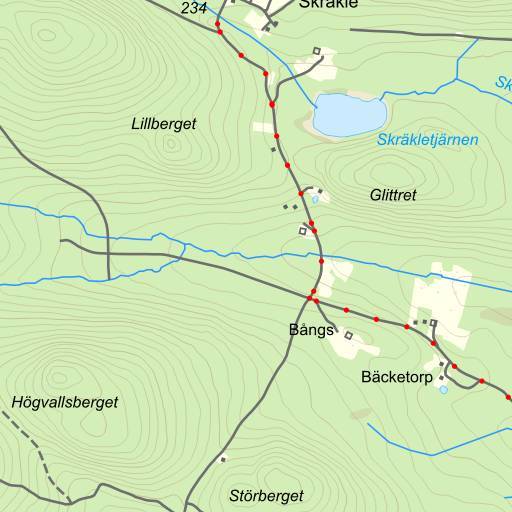 Skräkle
234
Lillberget
Skräkletjärnen
Glittret
Bångs
Bäcketorp
Högvallsberget
Störberget